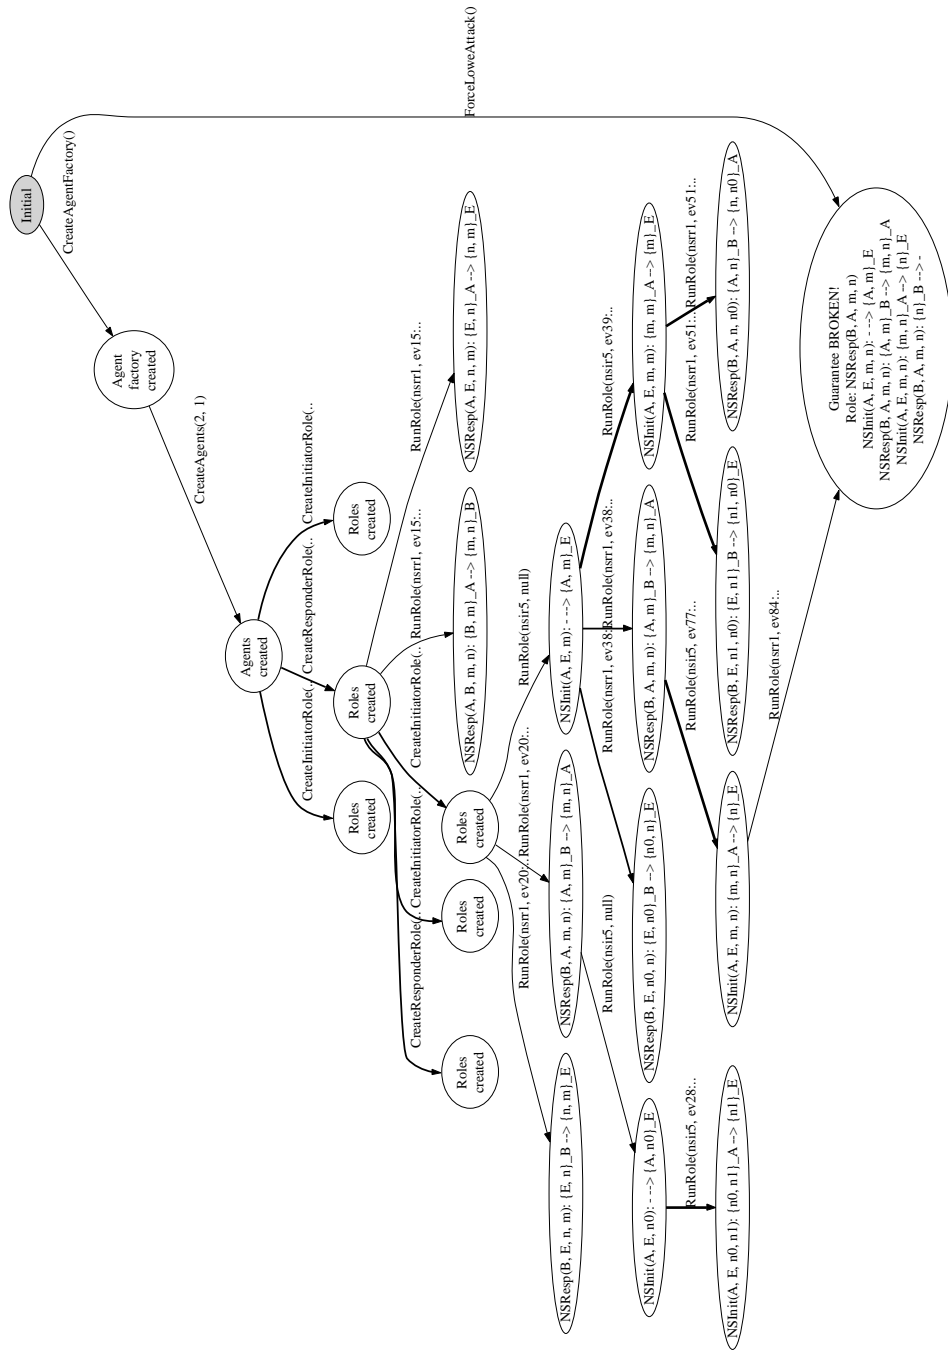 Initial
ForceLoweAttack()
CreateAgentFactory()
Agent
factory
created
CreateAgents(2, 1)
Agents
created
CreateInitiatorRole(..
CreateResponderRole(..
CreateInitiatorRole(..
Roles
created
Roles
created
Roles
created
RunRole(nsrr1, ev15:..
RunRole(nsrr1, ev15:..
CreateInitiatorRole(..
CreateInitiatorRole(..
CreateResponderRole(..
NSResp(A, E, n, m): {E, n}_A --> {n, m}_E
NSResp(A, B, m, n): {B, m}_A --> {m, n}_B
Roles
created
Roles
created
Roles
created
RunRole(nsir5, null)
RunRole(nsrr1, ev20:..
RunRole(nsrr1, ev20:..
NSInit(A, E, m): - --> {A, m}_E
NSResp(B, A, m, n): {A, m}_B --> {m, n}_A
NSResp(B, E, n, m): {E, n}_B --> {n, m}_E
RunRole(nsir5, ev39:..
RunRole(nsrr1, ev38:..
RunRole(nsrr1, ev38:..
RunRole(nsir5, null)
NSInit(A, E, m, m): {m, m}_A --> {m}_E
NSResp(B, A, m, n): {A, m}_B --> {m, n}_A
NSResp(B, E, n0, n): {E, n0}_B --> {n0, n}_E
NSInit(A, E, n0): - --> {A, n0}_E
RunRole(nsrr1, ev51:..
RunRole(nsrr1, ev51:..
RunRole(nsir5, ev77:..
RunRole(nsir5, ev28:..
NSResp(B, A, n, n0): {A, n}_B --> {n, n0}_A
NSResp(B, E, n1, n0): {E, n1}_B --> {n1, n0}_E
NSInit(A, E, m, n): {m, n}_A --> {n}_E
NSInit(A, E, n0, n1): {n0, n1}_A --> {n1}_E
RunRole(nsrr1, ev84:..
Guarantee BROKEN!
Role: NSResp(B, A, m, n)
NSInit(A, E, m, n): - --> {A, m}_E
NSResp(B, A, m, n): {A, m}_B --> {m, n}_A
NSInit(A, E, m, n): {m, n}_A --> {n}_E
NSResp(B, A, m, n): {n}_B --> -